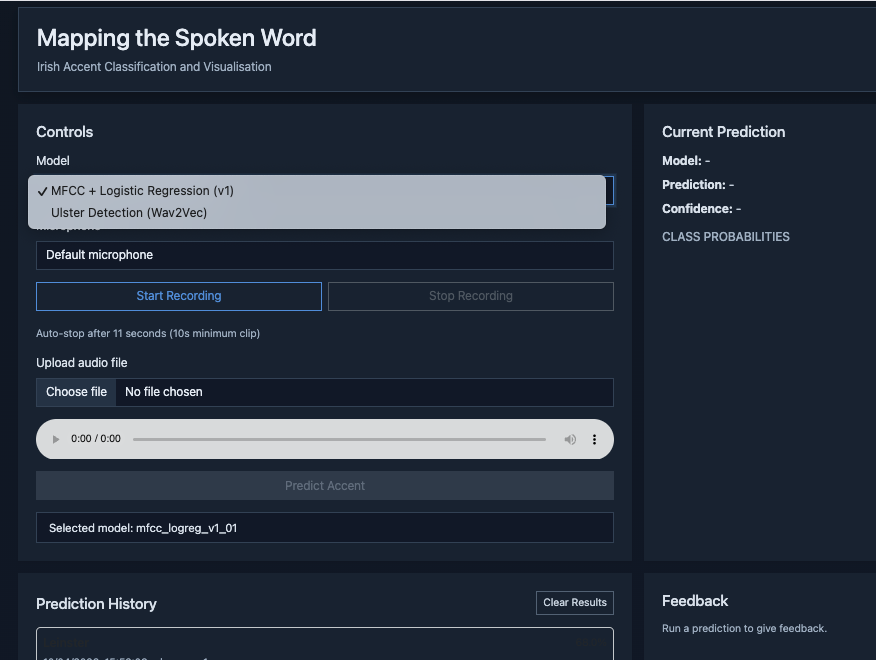 Mapping the Spoken Word
Irish Accent Classification and Visualisation
Controls
Model
✓ MFCC + Logistic Regression (v1)
Ulster Detection (Wav2Vec)
Default microphone
Start Recording
Stop Recording
Auto-stop after 11 seconds (10s minimum clip)
Upload audio file
Choose file No file chosen
0:00 / 0:00
Predict Accent
Selected model: mfcc_logreg_v1_01
Prediction History
Clear Results
Current Prediction
Model: -
Prediction: -
Confidence: -
CLASS PROBABILITIES
Feedback
Run a prediction to give feedback.